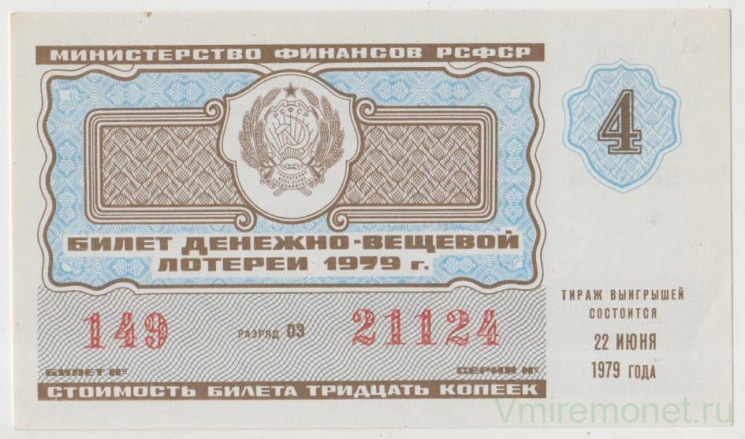 МИНИСТЕРСТВО ФИНАНСОВ РСФСР
РСФСР
4
БИЛЕТ ДЕНЕЖНО-ВЕЩЕВОЙ
ЛОТЕРЕИ 1979 г.
ТИРАЖ ВЫИГРЫШЕЙ
СОСТОИТСЯ
22 ИЮНЯ
1979 ГОДА
149 РАЗРЯД 03 21124
БИЛЕТ № СЕРИЯ №
СТОИМОСТЬ БИЛЕТА ТРИДЦАТЬ КОПЕЕК
Vmiremonet.ru